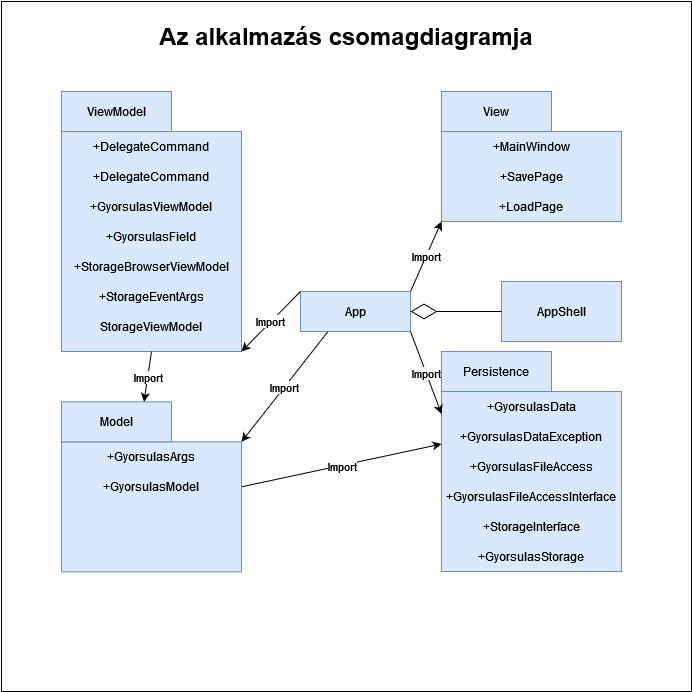 Az alkalmazás csomagdiagramja
ViewModel
+DelegateCommand
+DelegateCommand
+GyorsulasViewModel
+GyorsulasField
+StorageBrowserViewModel
+StorageEventArgs
StorageViewModel
View
+MainWindow
+SavePage
+LoadPage
Import
Import
App
AppShell
Import
Import
Import
Model
+GyorsulasArgs
+GyorsulasModel
Import
Persistence
+GyorsulasData
+GyorsulasDataException
+GyorsulasFileAccess
+GyorsulasFileAccessInterface
+StorageInterface
+GyorsulasStorage